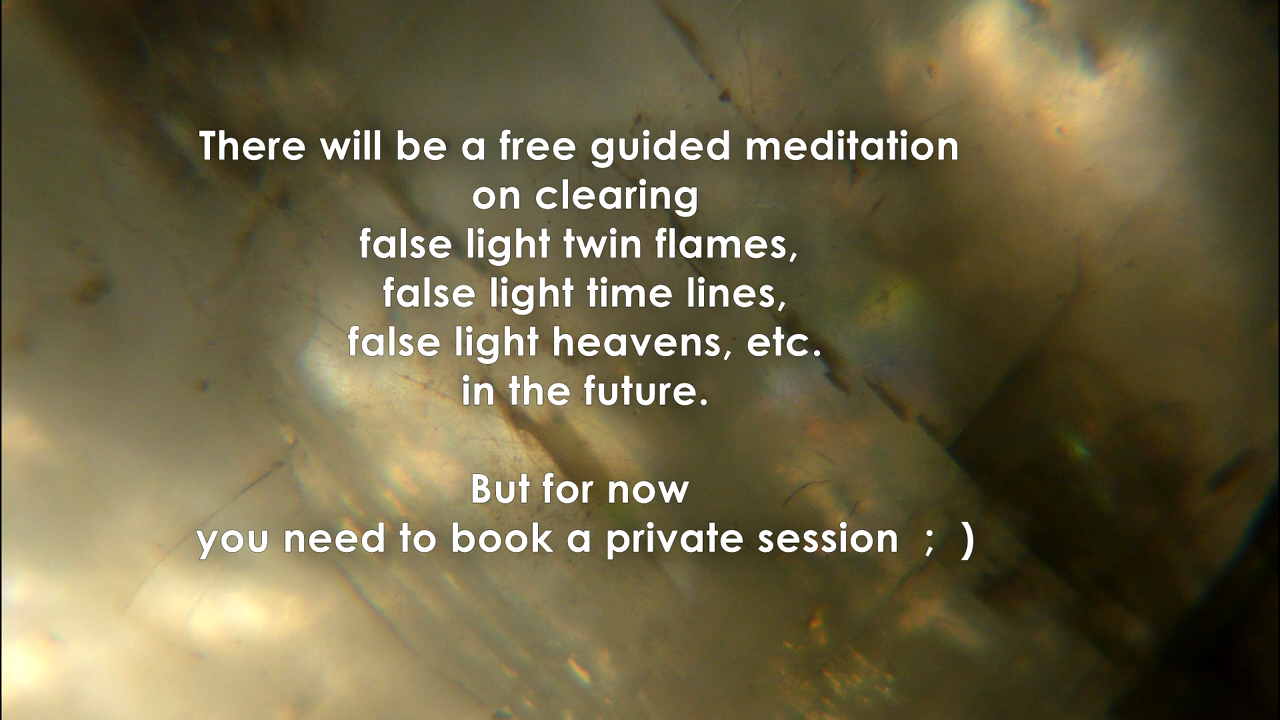 There will be a free guided meditation
on clearing
false light twin flames,
false light time lines,
false light heavens, etc.
in the future.
But for now
you need to book a private session  ;  )